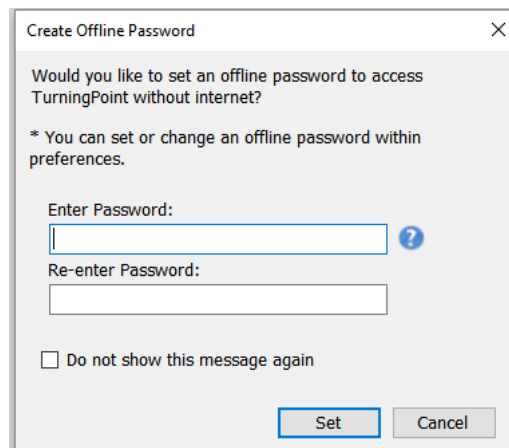 Create Offline Password
Would you like to set an offline password to access
TurningPoint without internet?
* You can set or change an offline password within
preferences.
Enter Password:
?
Re-enter Password:
Do not show this message again
Set
Cancel